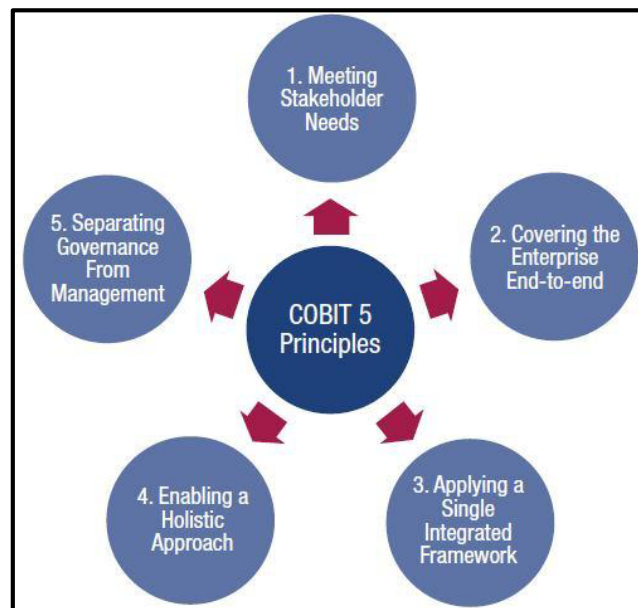 1. Meeting
Stakeholder
Needs
2. Covering the
Enterprise
End-to-end
3. Applying a
Single
Integrated
Framework
4. Enabling a
Holistic
Approach
5. Separating
Governance
From
Management
COBIT 5
Principles